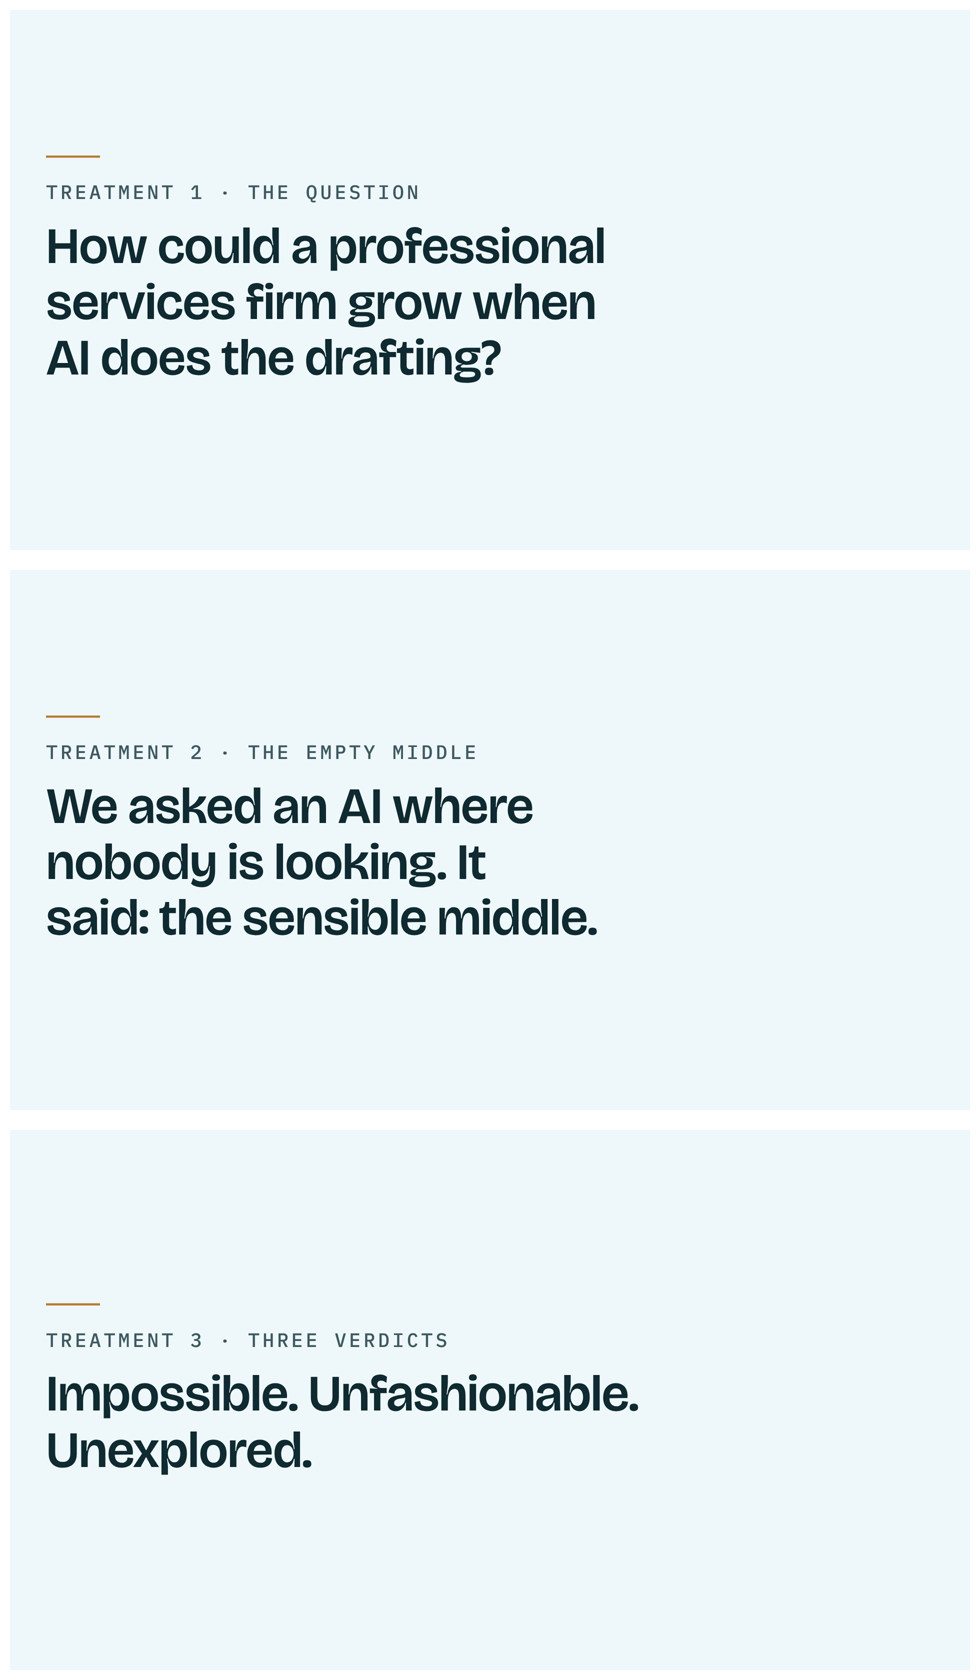 TREATMENT 1 · THE QUESTION
How could a professional
services firm grow when
AI does the drafting?
TREATMENT 2 · THE EMPTY MIDDLE
We asked an AI where
nobody is looking. It
said: the sensible middle.
TREATMENT 3 · THREE VERDICTS
Impossible. Unfashionable.
Unexplored.